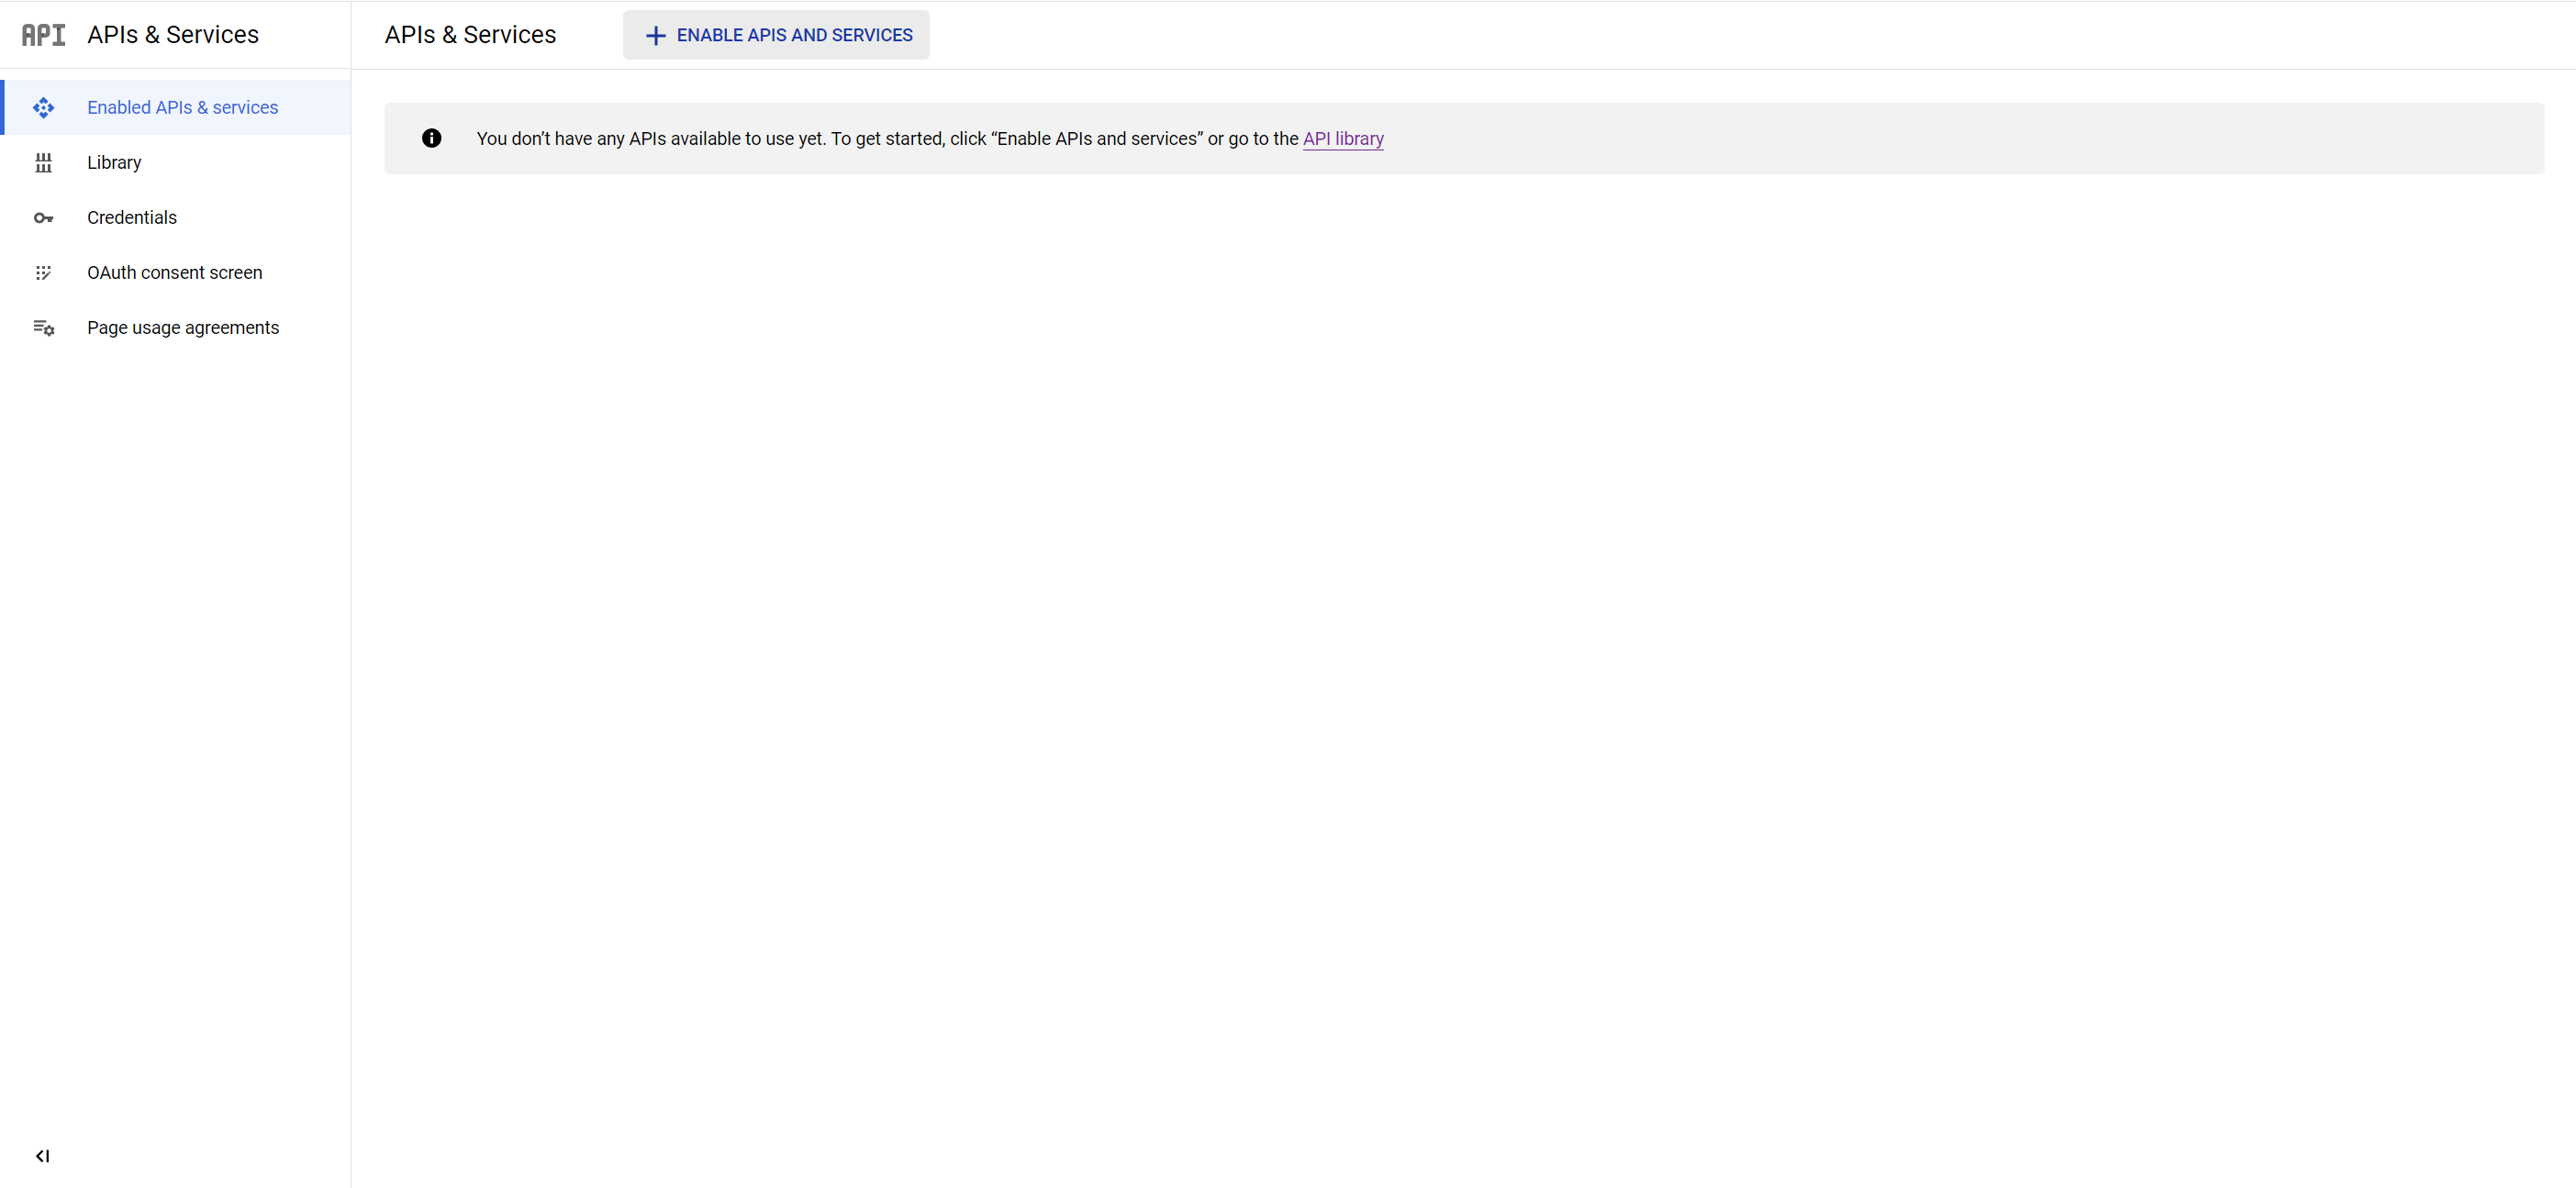 API APIs & Services
Enabled APIs & services
Library
Credentials
OAuth consent screen
Page usage agreements
APIs & Services
ENABLE APIS AND SERVICES
You don’t have any APIs available to use yet. To get started, click “Enable APIs and services” or go to the API library